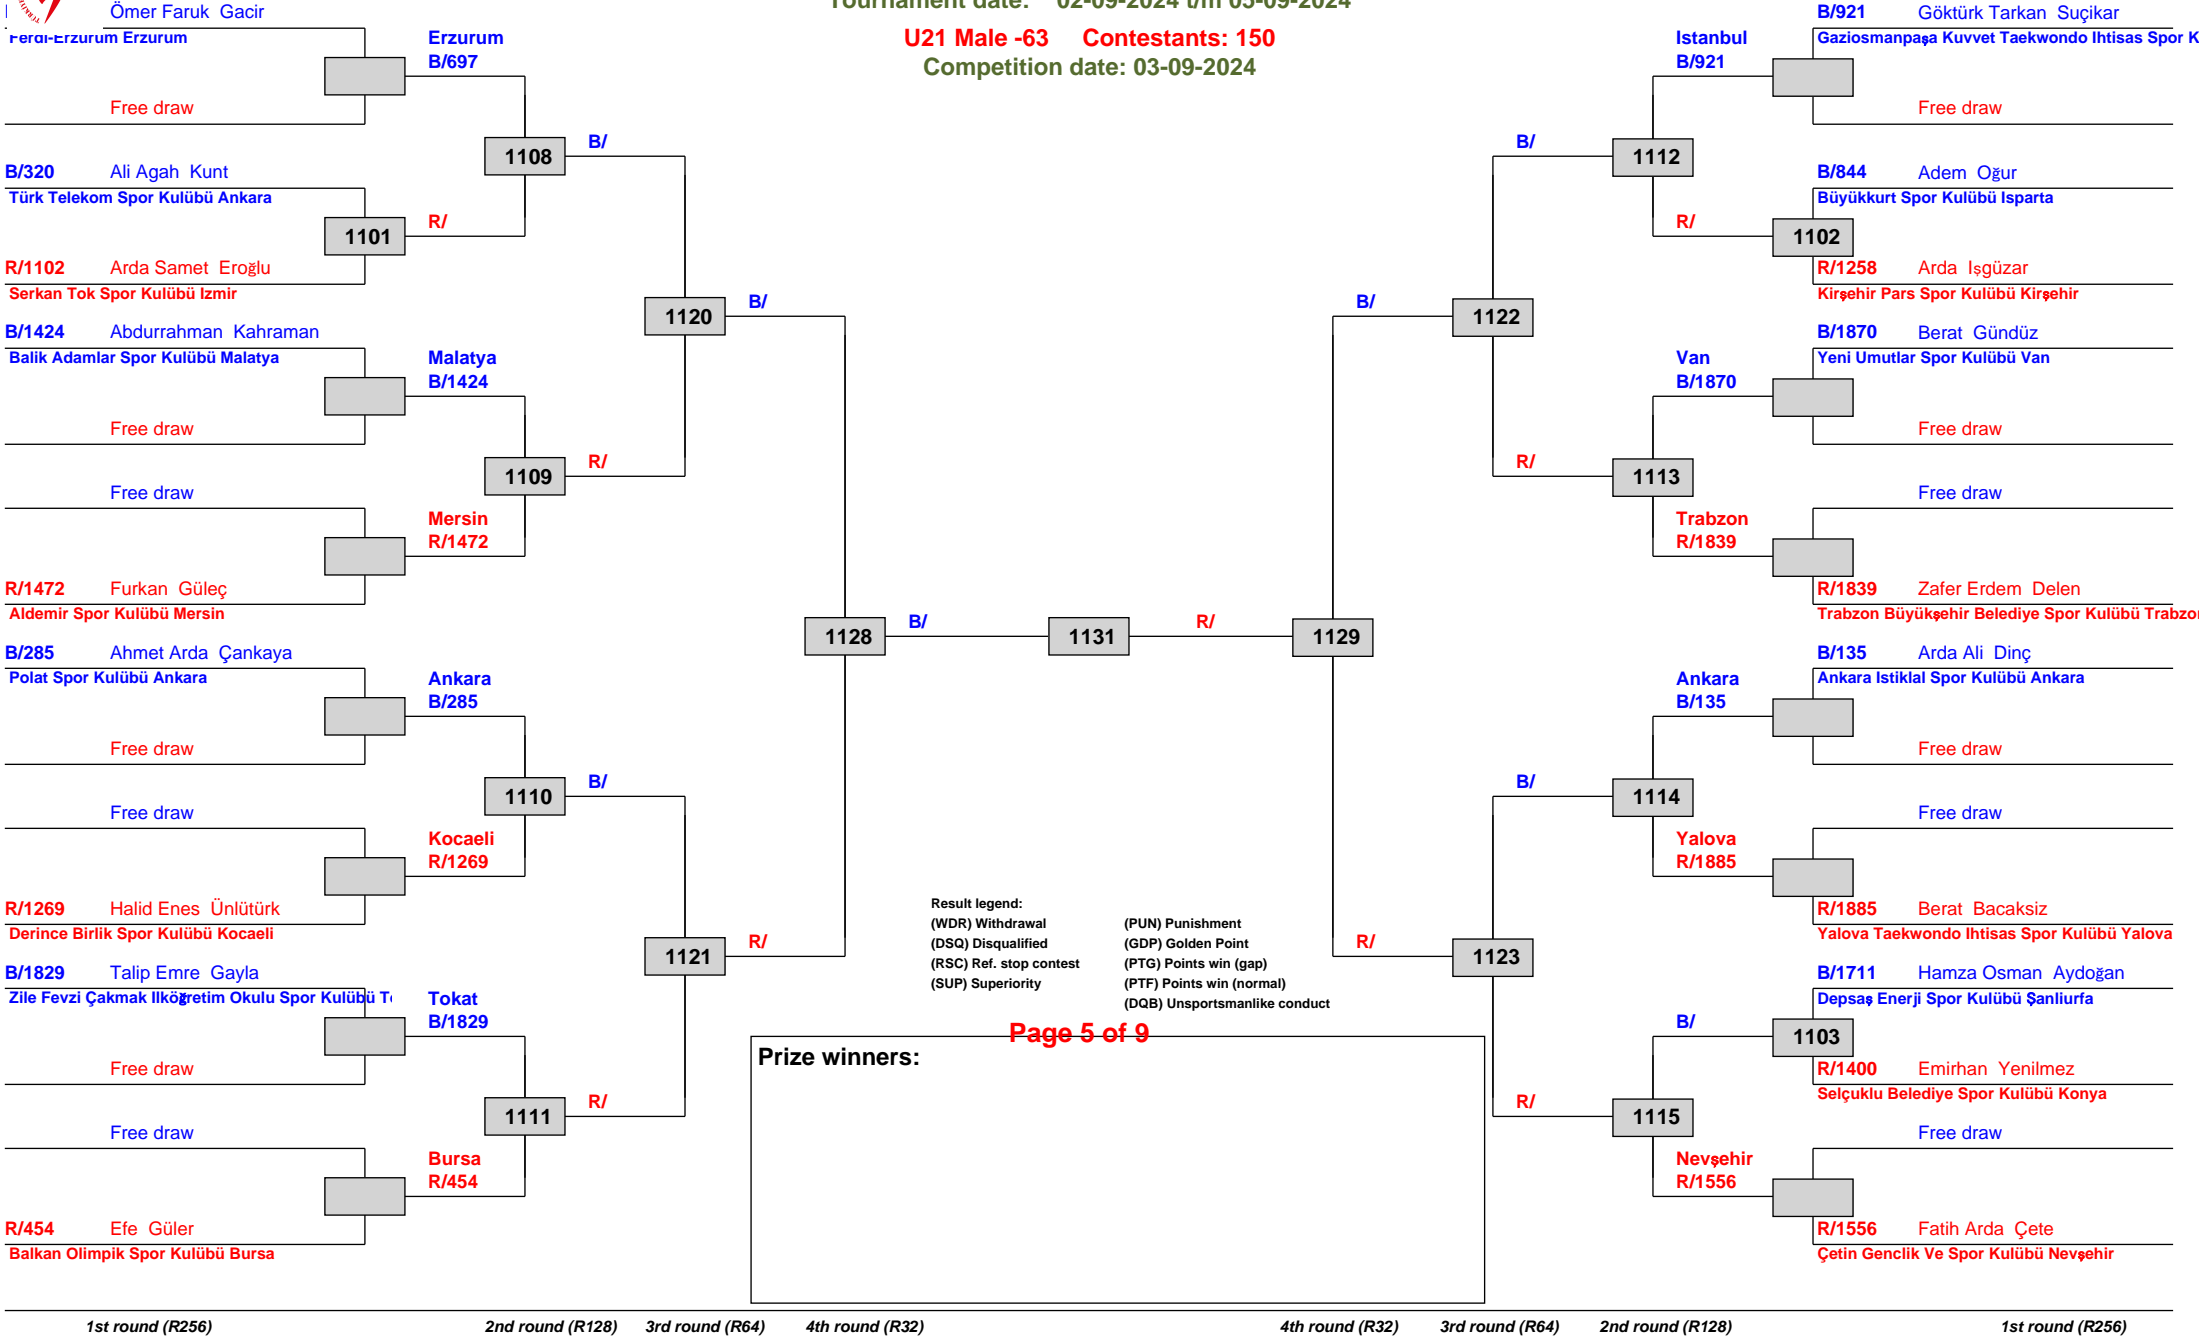 Ömer Faruk Gacir
Ferdi-Erzurum Erzurum
Free draw
B/320 Ali Agah Kunt
Türk Telekom Spor Kulübü Ankara
R/1102 Arda Samet Eroğlu
Serkan Tok Spor Kulübü Izmir
B/1424 Abdurrahman Kahraman
Balik Adamlar Spor Kulübü Malatya
Free draw
Free draw
R/1472 Furkan Güleç
Aldemir Spor Kulübü Mersin
B/285 Ahmet Arda Çankaya
Polat Spor Kulübü Ankara
Free draw
Free draw
R/1269 Halid Enes Ünlütürk
Derince Birlik Spor Kulübü Kocaeli
B/1829 Talip Emre Gayla
Zile Fevzi Çakmak Ilköğretim Okulu Spor Kulübü
Free draw
Free draw
R/454 Efe Güler
Balkan Olimpik Spor Kulübü Bursa
1101
Erzurum
B/697
R/
Malatya
B/1424
Mersin
R/1472
Ankara
B/285
Kocaeli
R/1269
Tokat
B/1829
Bursa
R/454
1108
1109
1110
1111
B/
R/
B/
R/
1120
1121
B/
R/
1128
B/
Tournament date: 02-09-2024 t/m 05-09-2024
U21 Male -63 Contestants: 150
Competition date: 03-09-2024
1131
R/
1129
B/
R/
1122
1123
B/
R/
B/
R/
1112
1113
1114
1115
Istanbul
B/921
R/
Van
B/1870
Trabzon
R/1839
Ankara
B/135
Yalova
R/1885
B/
Nevşehir
R/1556
1102
1103
B/921 Göktürk Tarkan Suçikar
Gaziosmanpaşa Kuvvet Taekwondo Ihtisas Spor K
Free draw
B/844 Adem Oğur
Büyükkurt Spor Kulübü Isparta
R/1258 Arda Işgüzar
Kirşehir Pars Spor Kulübü Kirşehir
B/1870 Berat Gündüz
Yeni Umutlar Spor Kulübü Van
Free draw
Free draw
R/1839 Zafer Erdem Delen
Trabzon Büyükşehir Belediye Spor Kulübü Trabzon
B/135 Arda Ali Dinç
Ankara Istiklal Spor Kulübü Ankara
Free draw
Free draw
R/1885 Berat Bacaksiz
Yalova Taekwondo Ihtisas Spor Kulübü Yalova
B/1711 Hamza Osman Aydoğan
Depsaş Enerji Spor Kulübü Şanliurfa
R/1400 Emirhan Yenilmez
Selçuklu Belediye Spor Kulübü Konya
Free draw
R/1556 Fatih Arda Çete
Çetin Genclik Ve Spor Kulübü Nevşehir
Result legend:
(WDR) Withdrawal (PUN) Punishment
(DSQ) Disqualified (GDP) Golden Point
(RSC) Ref. stop contest (PTG) Points win (gap)
(SUP) Superiority (PTF) Points win (normal)
(DQB) Unsportsmanlike conduct
Page 5 of 9
Prize winners:
1st round (R256) 2nd round (R128) 3rd round (R64) 4th round (R32) 4th round (R32) 3rd round (R64) 2nd round (R128) 1st round (R256)